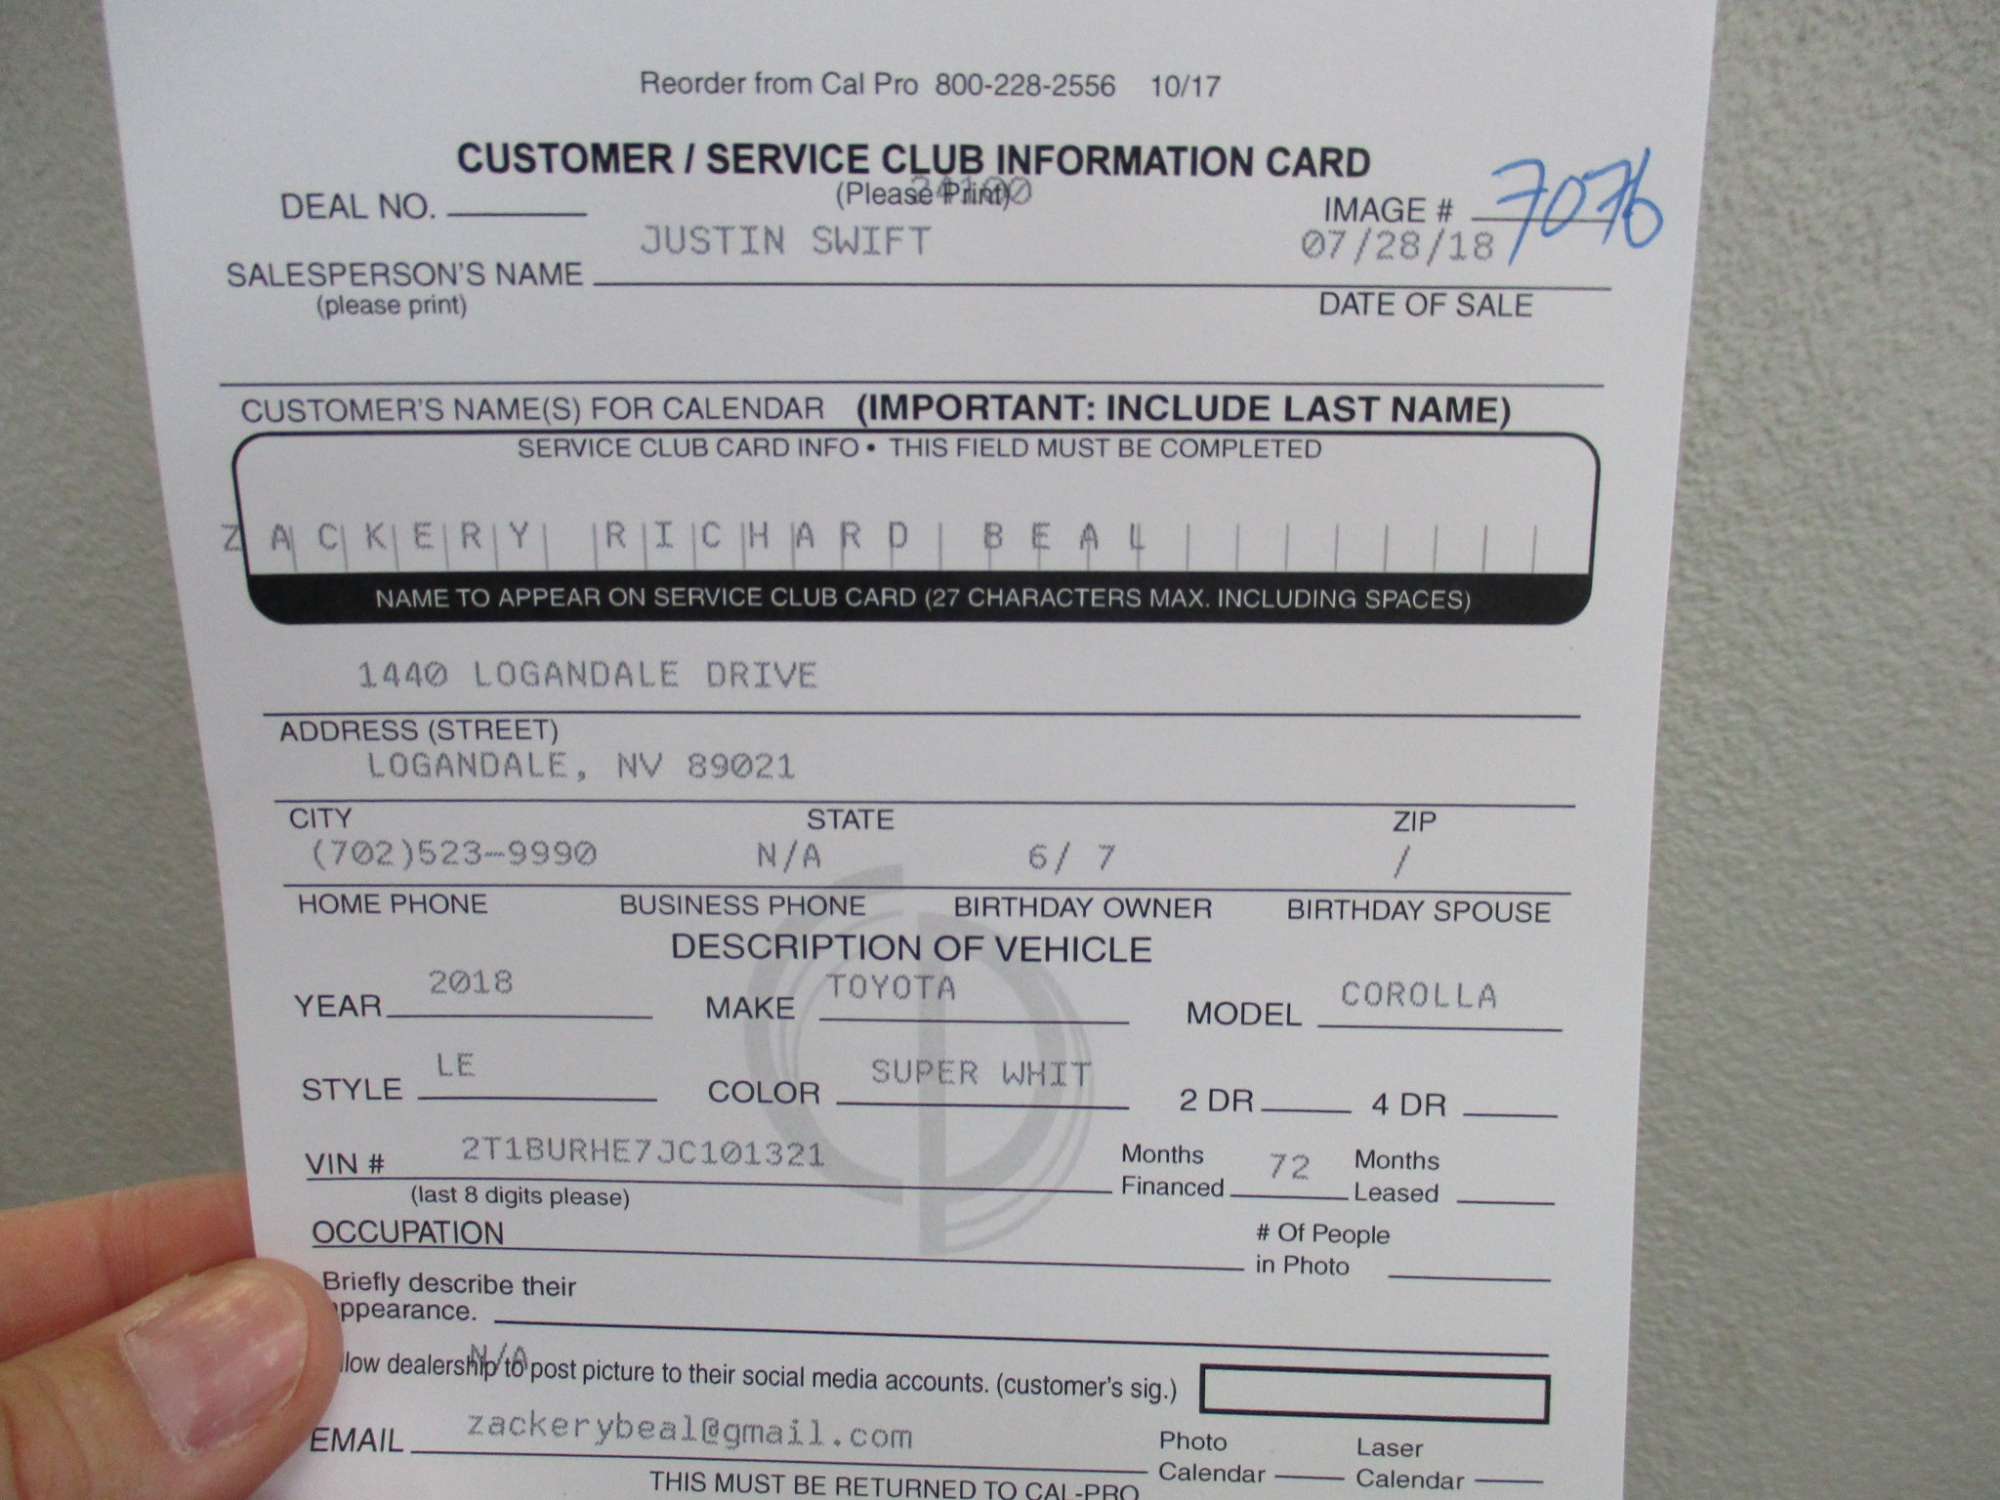 Reorder from Cal Pro 800-228-2556 10/17
CUSTOMER / SERVICE CLUB INFORMATION CARD
(Please Print)
DEAL NO. IMAGE # 7076
JUSTIN SWIFT 07/28/18
SALESPERSON'S NAME
(please print) DATE OF SALE
CUSTOMER'S NAME(S) FOR CALENDAR (IMPORTANT: INCLUDE LAST NAME)
SERVICE CLUB CARD INFO • THIS FIELD MUST BE COMPLETED
ZACKERY RICHARD BEAL
NAME TO APPEAR ON SERVICE CLUB CARD (27 CHARACTERS MAX. INCLUDING SPACES)
1440 LOGANDALE DRIVE
ADDRESS (STREET)
LOGANDALE, NV 89021
CITY STATE ZIP
(702)523-9990 N/A 6/ 7 /
HOME PHONE BUSINESS PHONE BIRTHDAY OWNER BIRTHDAY SPOUSE
DESCRIPTION OF VEHICLE
YEAR 2018 MAKE TOYOTA MODEL COROLLA
STYLE LE COLOR SUPER WHIT 2 DR 4 DR
VIN # 2T1BURHE7JC101321 Months Financed 72 Months Leased
(last 8 digits please)
OCCUPATION # Of People in Photo
Briefly describe their
ppearance.
N/A
llow dealership to post picture to their social media accounts. (customer's sig.)
EMAIL zackerybeal@gmail.com Photo Calendar Laser Calendar
THIS MUST BE RETURNED TO CAL-PRO